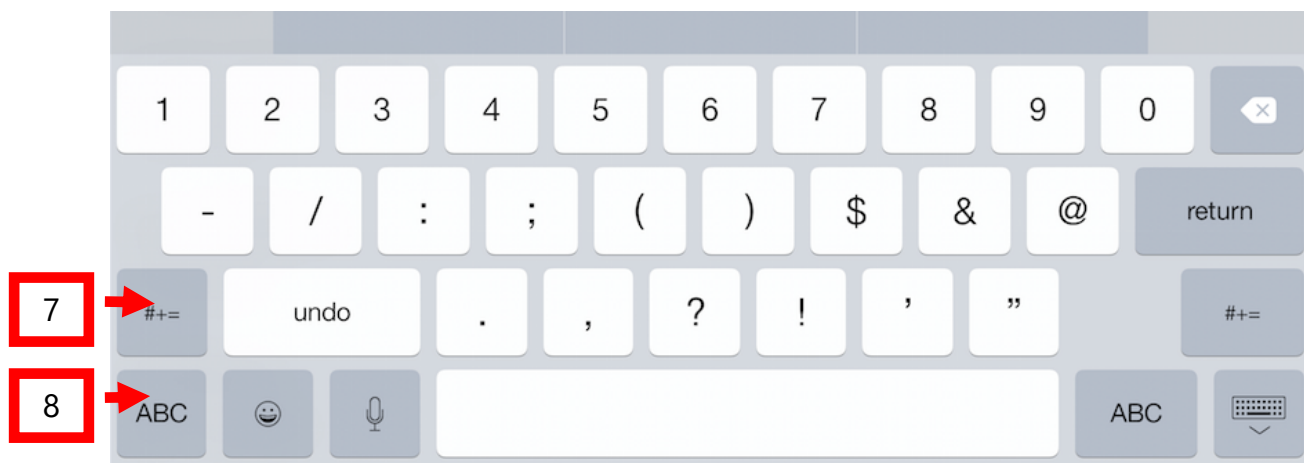 1 2 3 4 5 6 7 8 9 0
- / : ; ( ) $ & @ return
7 #+= undo . , ? ! ’ ” #+=
8 ABC ABC